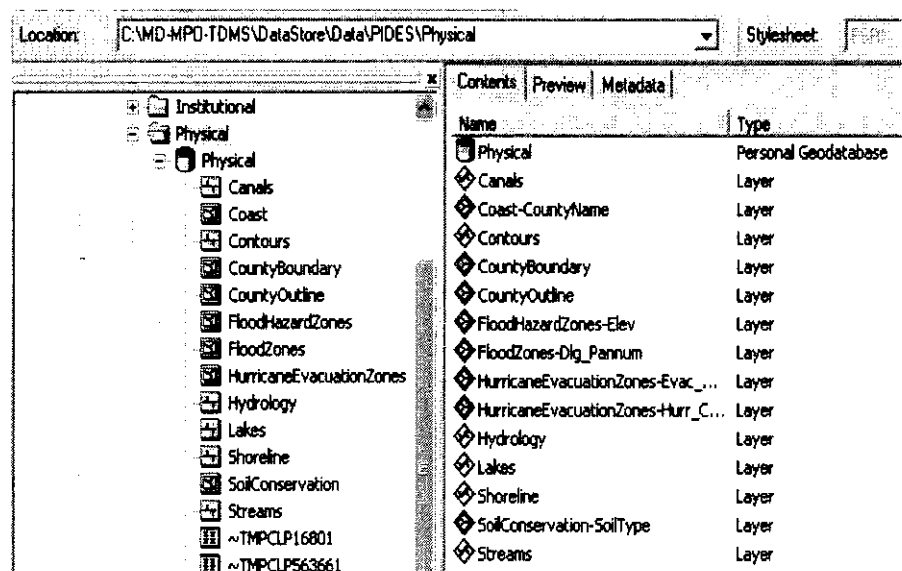 Location: C:\MD-MPO-TDMS\DataStore\Data\PIDES\Physical Stylesheet:
Institutional
Physical
Physical
Canals
Coast
Contours
CountyBoundary
CountyOutline
FloodHazardZones
FloodZones
HurricaneEvacuationZones
Hydrology
Lakes
Shoreline
SoilConservation
Streams
~TMPCLP16801
~TMPCLP563661
Contents Preview Metadata
Name Type
Physical Personal Geodatabase
Canals Layer
Coast-CountyName Layer
Contours Layer
CountyBoundary Layer
CountyOutline Layer
FloodHazardZones-Elev Layer
FloodZones-Dlg_Pannum Layer
HurricaneEvacuationZones-Evac_... Layer
HurricaneEvacuationZones-Hurr_C... Layer
Hydrology Layer
Lakes Layer
Shoreline Layer
SoilConservation-SoilType Layer
Streams Layer